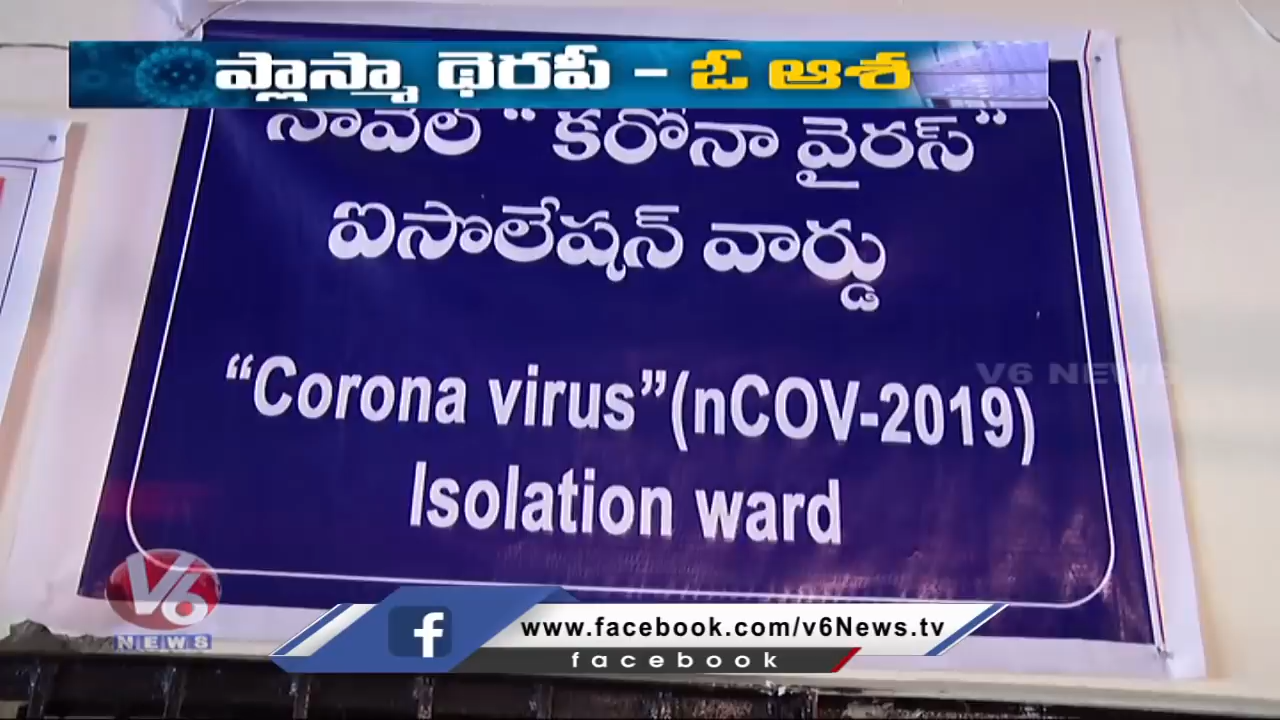 ప్లాస్మా థెరపీ - ఓ ఆశ
నావెల్ "కరోనా వైరస్"
ఐసొలేషన్ వార్డు
"Corona virus"(nCOV-2019)
Isolation ward
V6 NEWS
V6
NEWS
www.facebook.com/v6News.tv
facebook